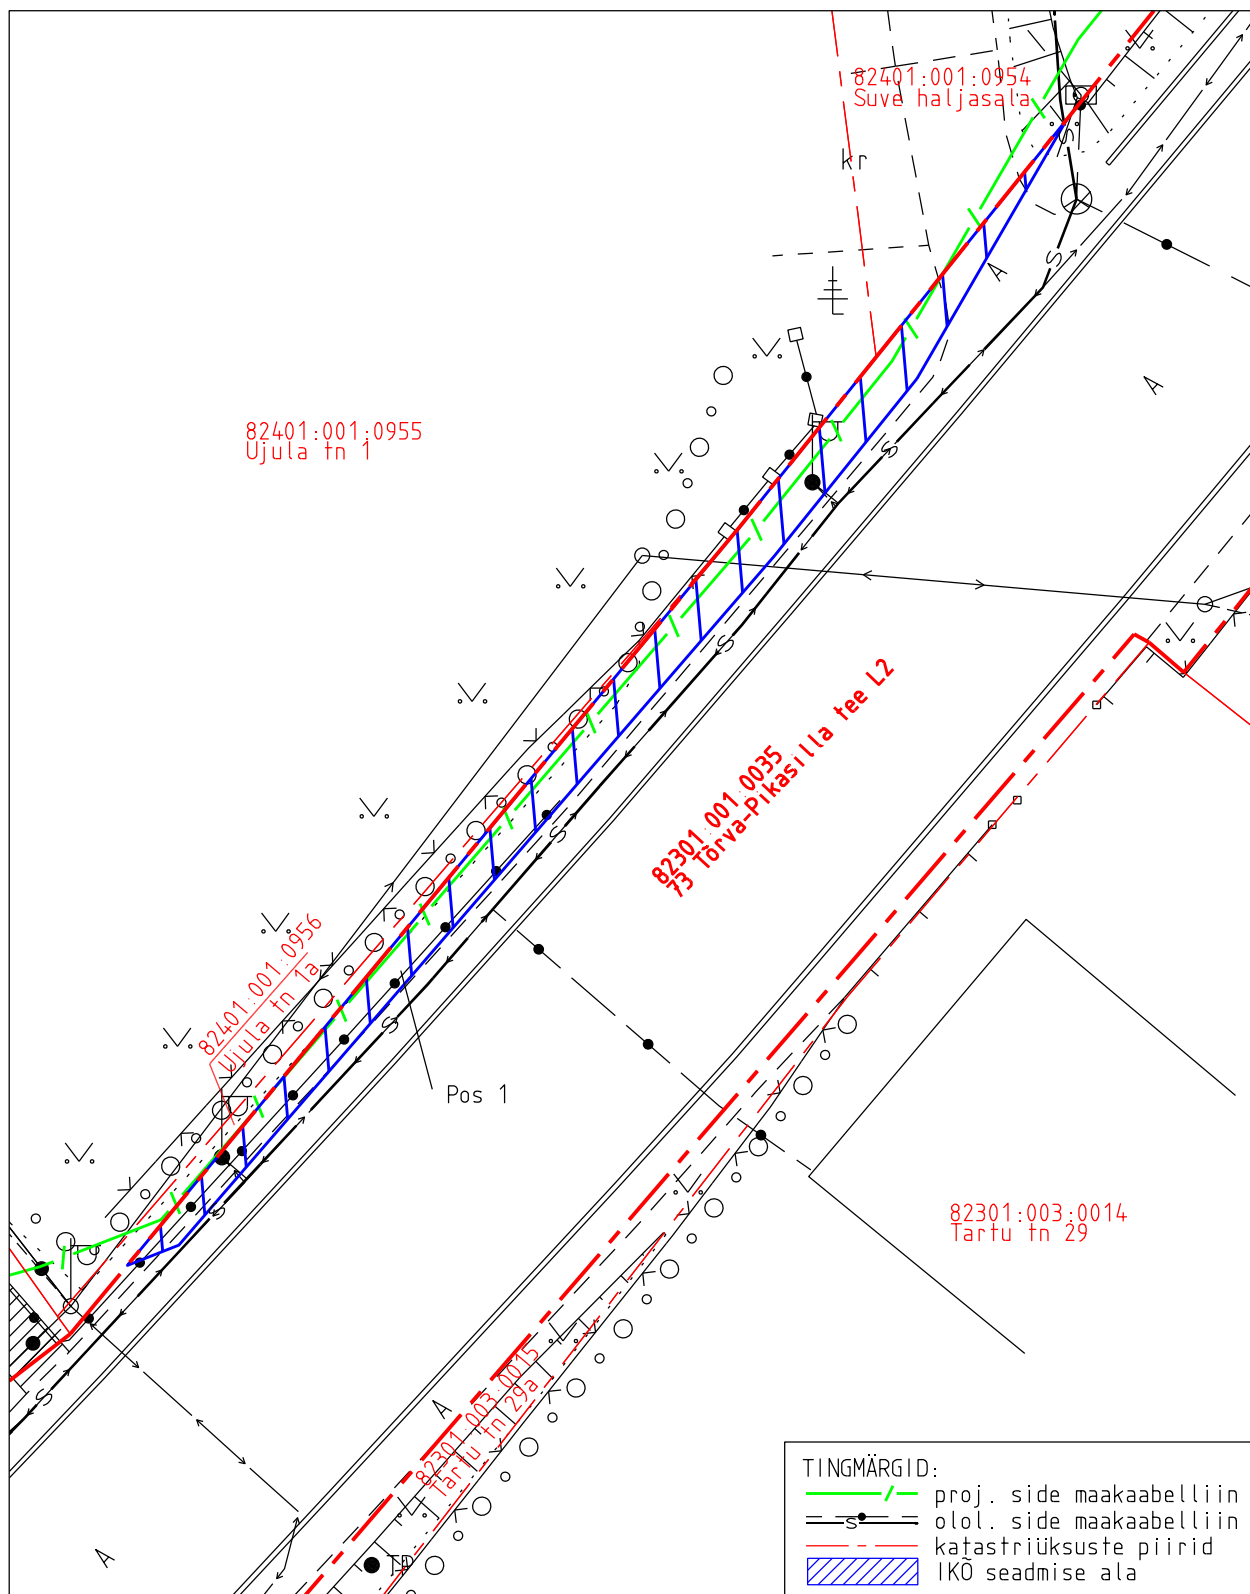 82401:001:0954
Suve haljasala
kr
A
82401:001:0955
Ujula tn 1
A
S
S
S
S
82301:001:0035
73 Tõrva-Pikasilla tee L2
S
S
82401:001:0956
Ujula tn 1a
S
Pos 1
S
82301:003:0014
Tartu tn 29
S
A
82301:003:0015
Tartu tn 29a
A
TP
TINGMÄRGID:
proj. side maakaabelliin
S olol. side maakaabelliin
katastriüksuste piirid
IKÕ seadmise ala